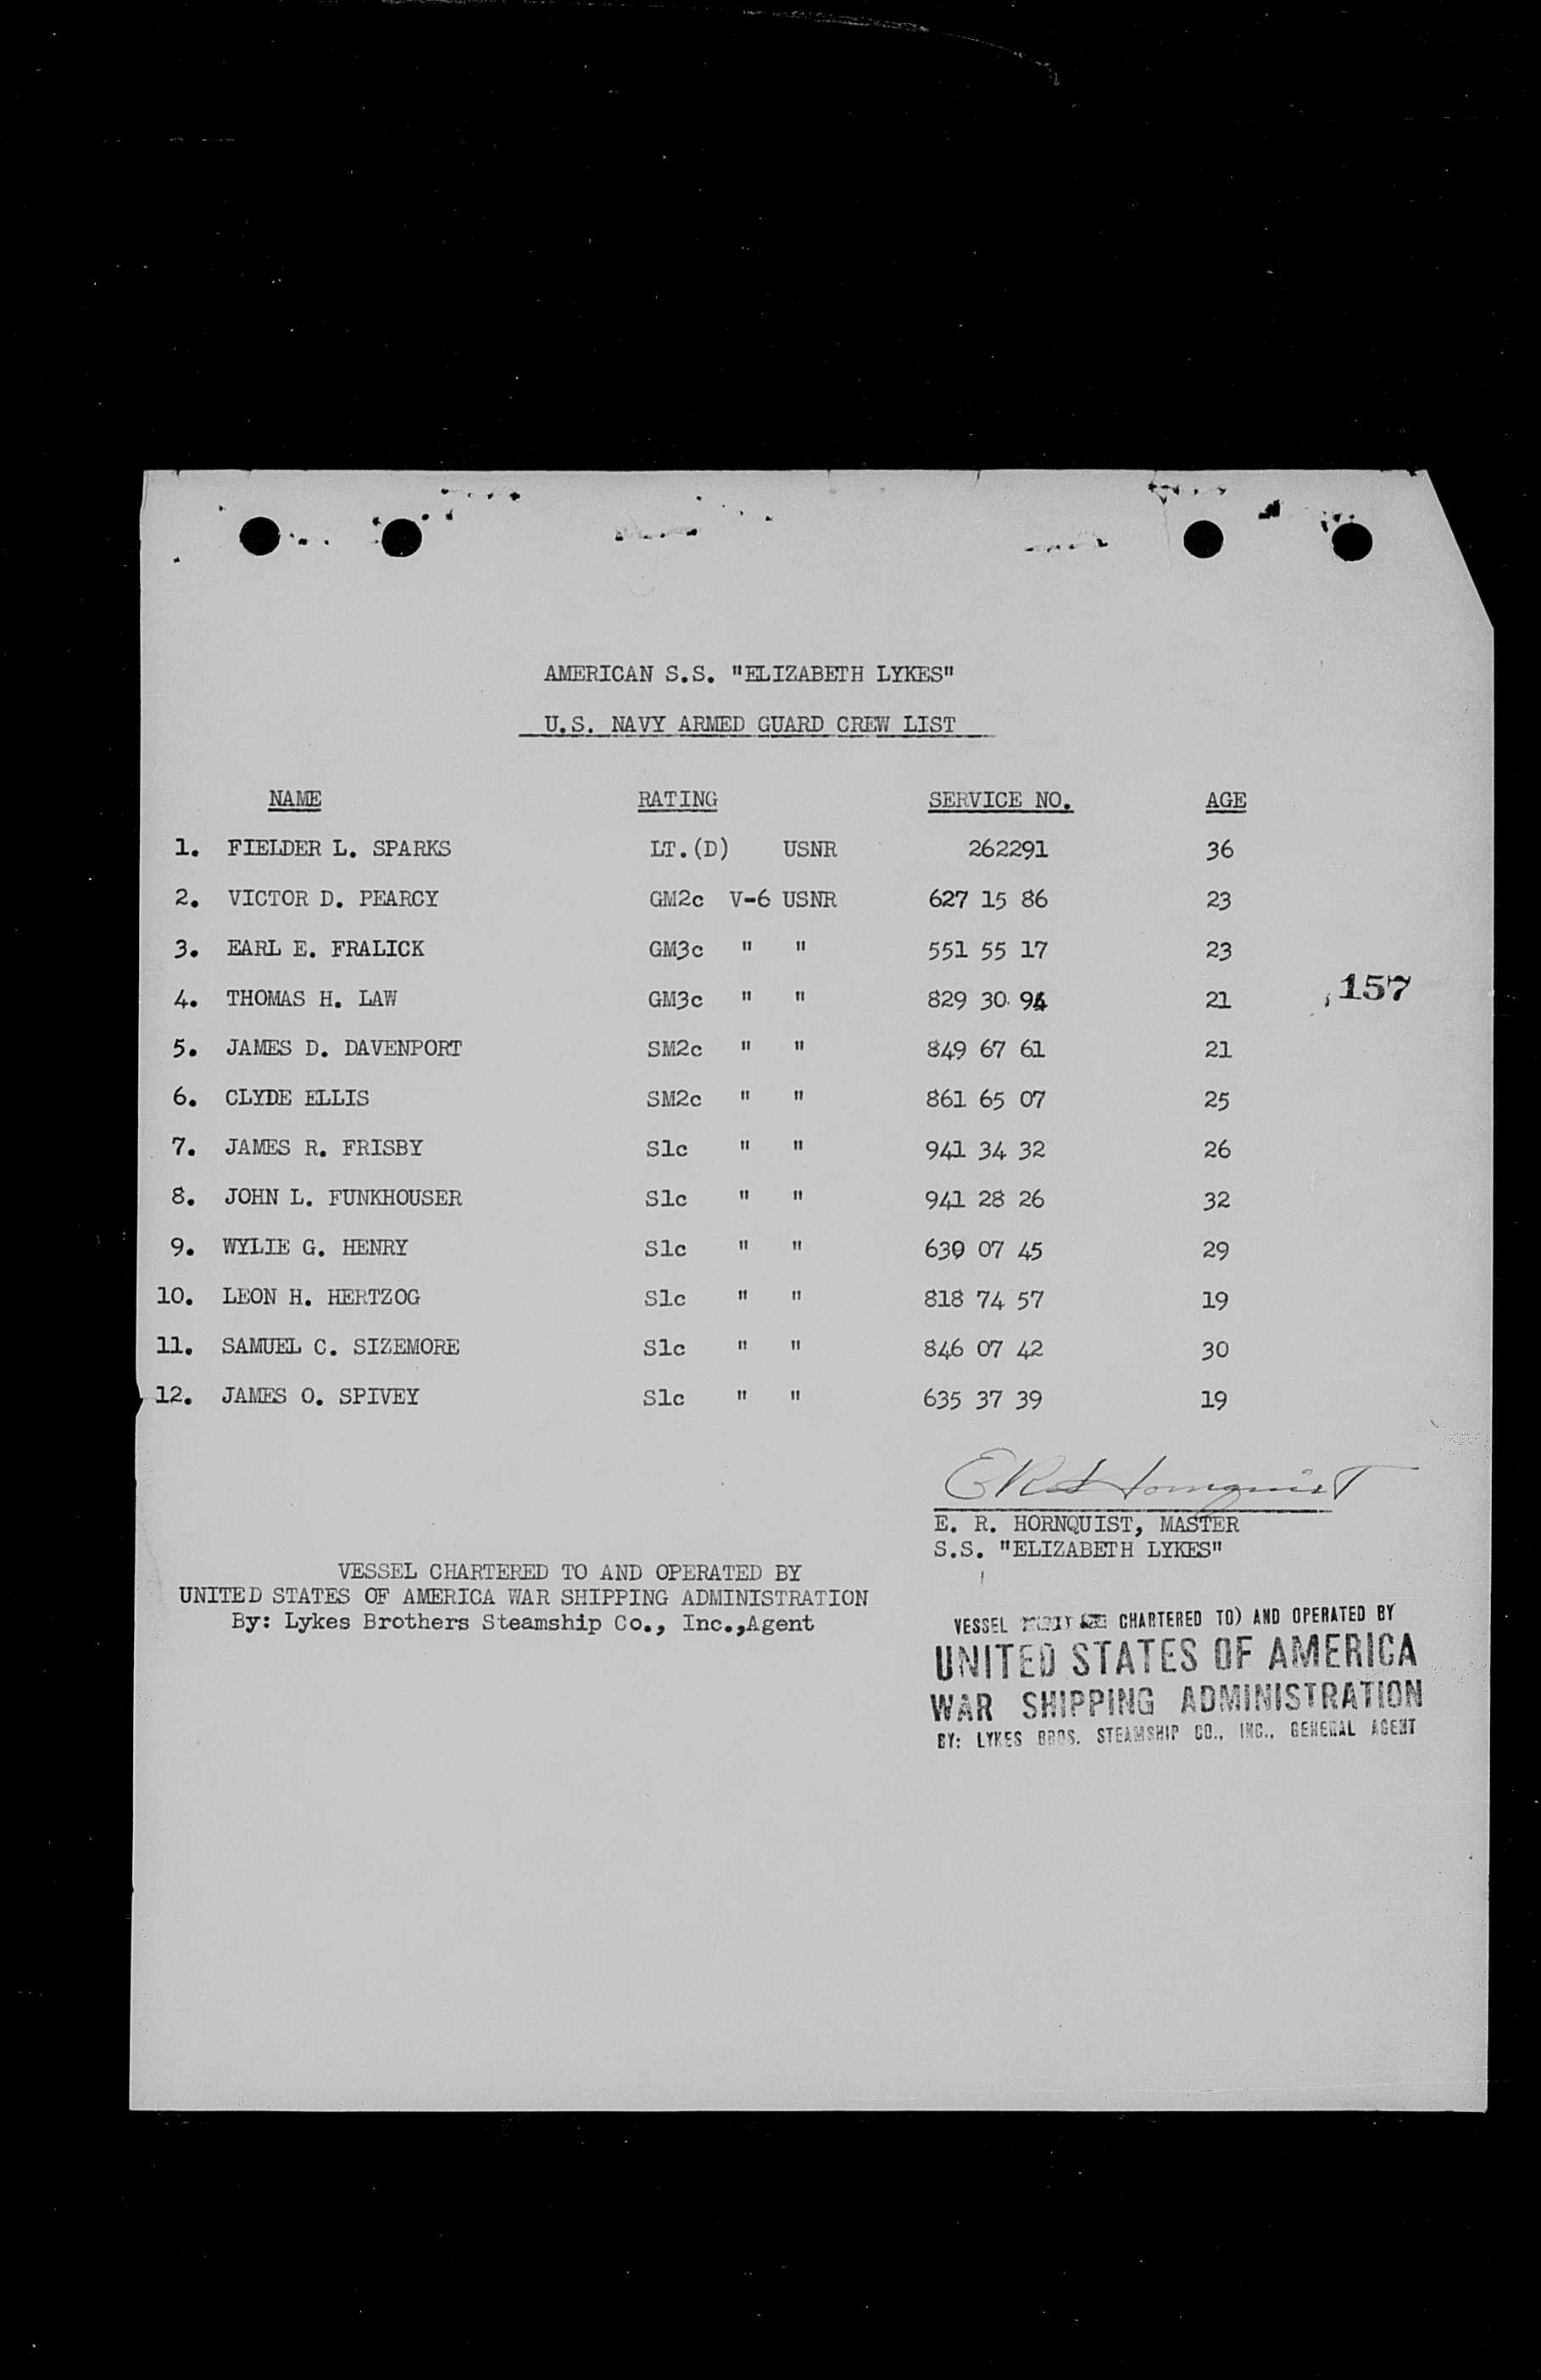 AMERICAN S.S. "ELIZABETH LYKES"
U.S. NAVY ARMED GUARD CREW LIST
NAME RATING SERVICE NO. AGE
1. FIELDER L. SPARKS LT.(D) USNR 262291 36
2. VICTOR D. PEARCY GM2c V-6 USNR 627 15 86 23
3. EARL E. FRALICK GM3c " " 551 55 17 23
4. THOMAS H. LAW GM3c " " 829 30 94 21
157
5. JAMES D. DAVENPORT SM2c " " 849 67 61 21
6. CLYDE ELLIS SM2c " " 861 65 07 25
7. JAMES R. FRISBY S1c " " 941 34 32 26
8. JOHN L. FUNKHOUSER S1c " " 941 28 26 32
9. WYLIE G. HENRY S1c " " 630 07 45 29
10. LEON H. HERTZOG S1c " " 818 74 57 19
11. SAMUEL C. SIZEMORE S1c " " 846 07 42 30
12. JAMES O. SPIVEY S1c " " 635 37 39 19
E R Hornquist
E. R. HORNQUIST, MASTER
S.S. "ELIZABETH LYKES"
VESSEL CHARTERED TO AND OPERATED BY
UNITED STATES OF AMERICA WAR SHIPPING ADMINISTRATION
By: Lykes Brothers Steamship Co., Inc.,Agent
VESSEL CHARTERED TO) AND OPERATED BY
UNITED STATES OF AMERICA
WAR SHIPPING ADMINISTRATION
BY: LYKES BROS. STEAMSHIP CO., INC., GENERAL AGENT